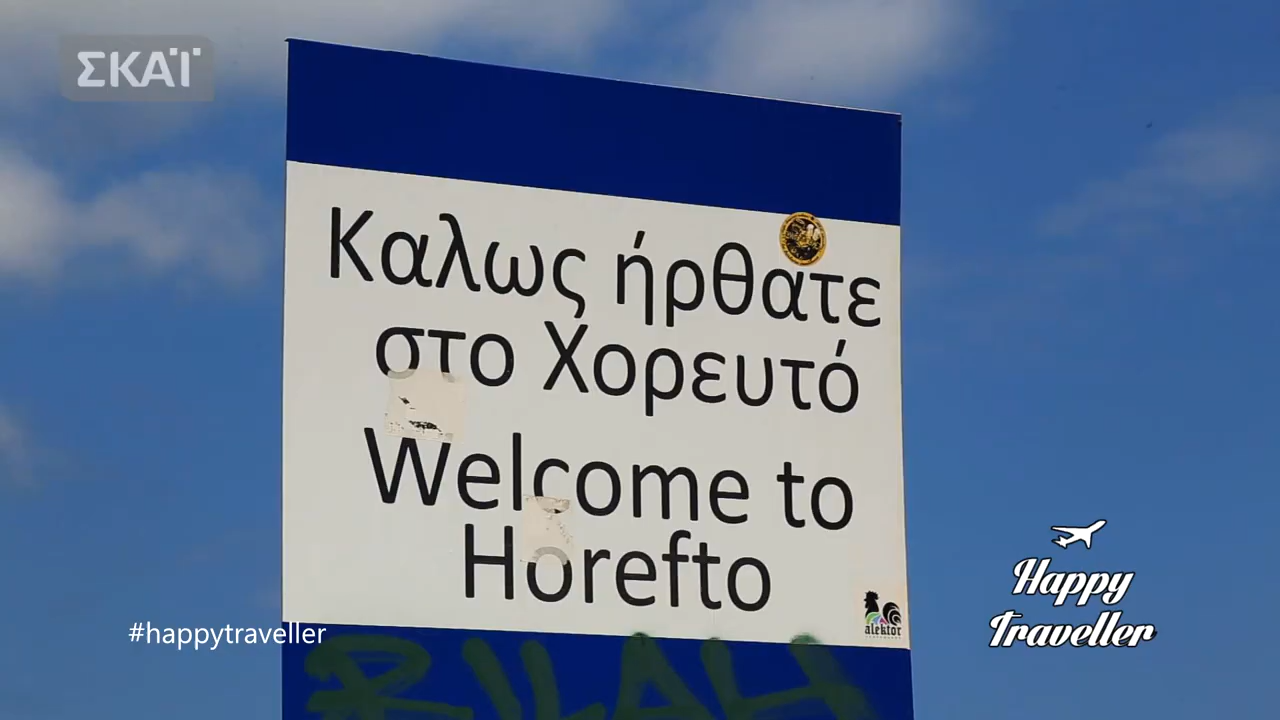 ΣΚΑΪ
Καλως ήρθατε
στο Χορευτό
Welcome to
Horefto
alektor
#happytraveller
Happy
Traveller